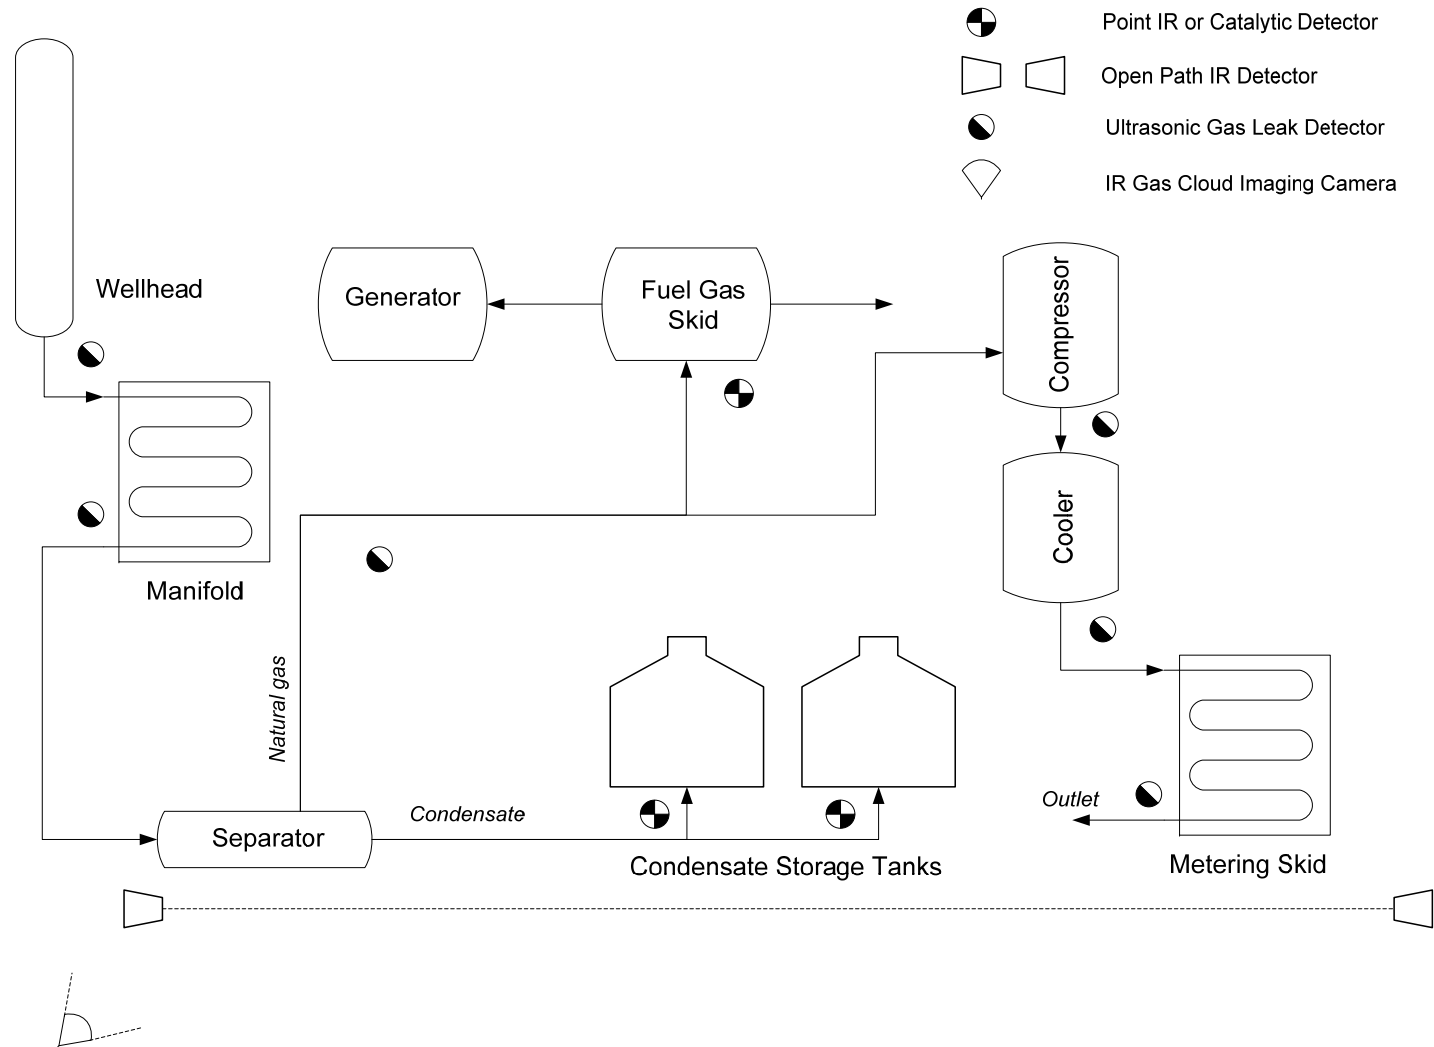 Point IR or Catalytic Detector
Open Path IR Detector
Ultrasonic Gas Leak Detector
IR Gas Cloud Imaging Camera
Wellhead
Generator
Fuel Gas
Skid
Compressor
Cooler
Manifold
Natural gas
Separator
Condensate
Condensate Storage Tanks
Outlet
Metering Skid